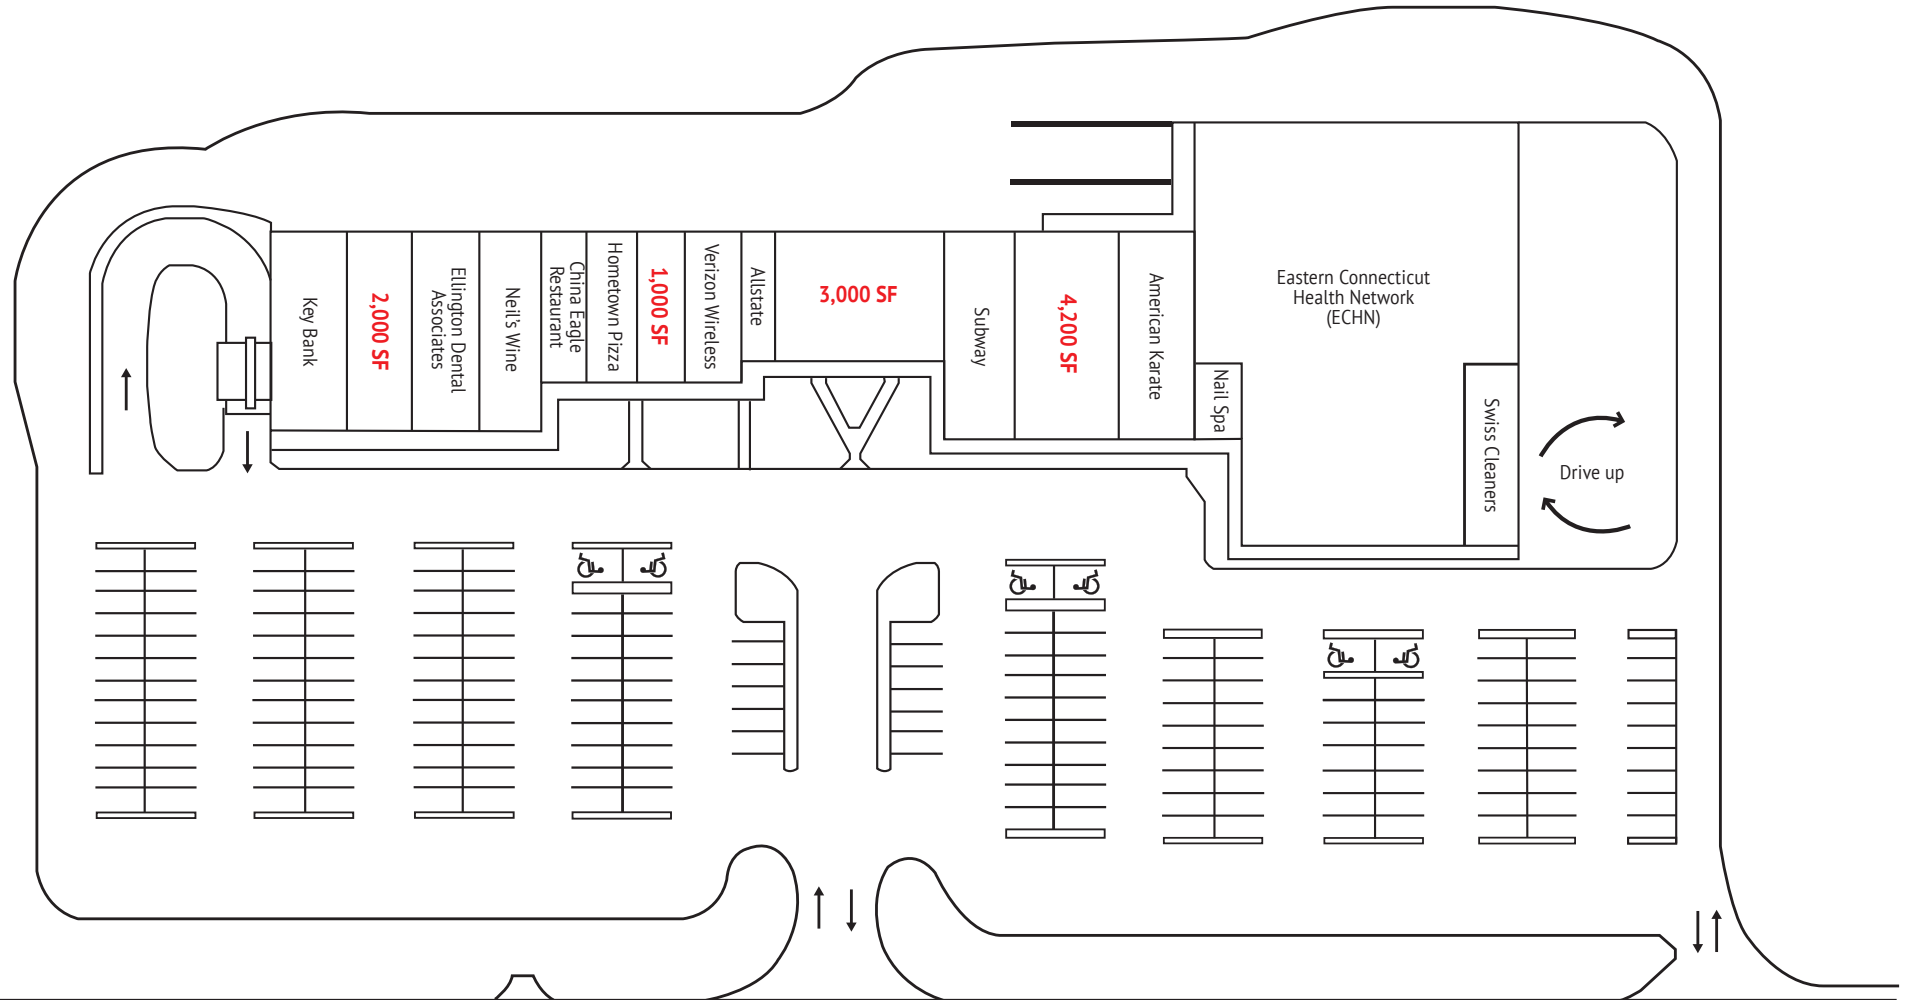 Key Bank
2,000 SF
Ellington Dental
Associates
Neil's Wine
China Eagle
Restaurant
Hometown Pizza
1,000 SF
Verizon Wireless
Allstate
3,000 SF
Subway
4,200 SF
American Karate
Nail Spa
Eastern Connecticut
Health Network
(ECHN)
Swiss Cleaners
Drive up